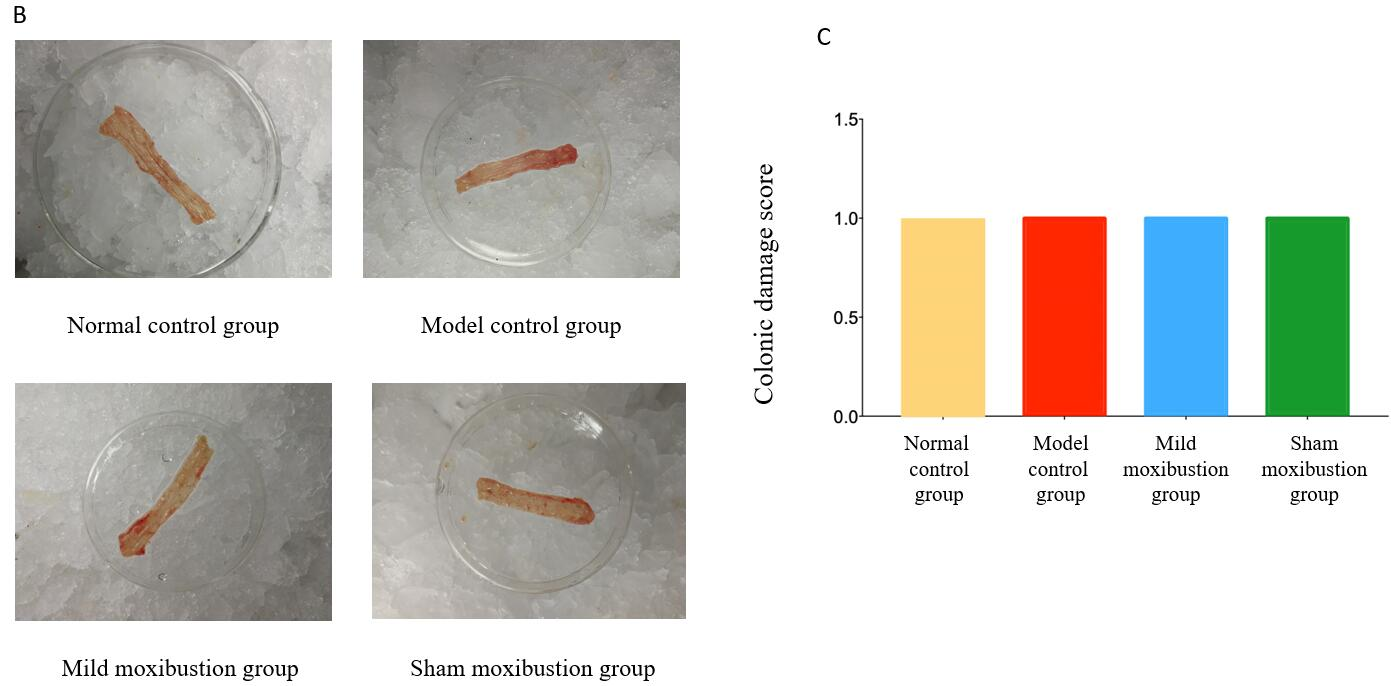 B
Normal control group
Model control group
Mild moxibustion group
Sham moxibustion group
C
Colonic damage score
1.5
1.0
0.5
0.0
Normal
control
group
Model
control
group
Mild
moxibustion
group
Sham
moxibustion
group